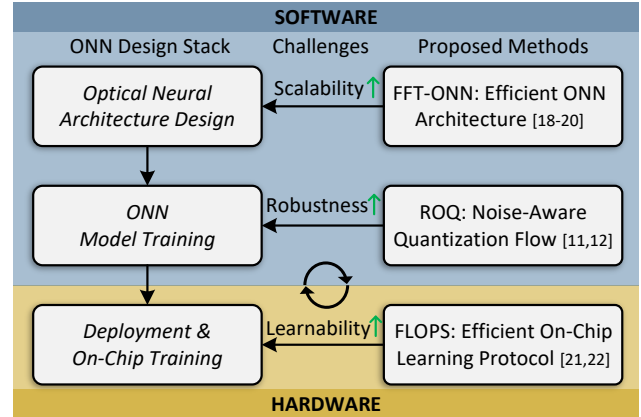 SOFTWARE
ONN Design Stack Challenges Proposed Methods
Optical Neural
Architecture Design
Scalability↑
FFT-ONN: Efficient ONN
Architecture [18-20]
ONN
Model Training
Robustness↑
ROQ: Noise-Aware
Quantization Flow [11,12]
Deployment &
On-Chip Training
Learnability↑
FLOPS: Efficient On-Chip
Learning Protocol [21,22]
HARDWARE